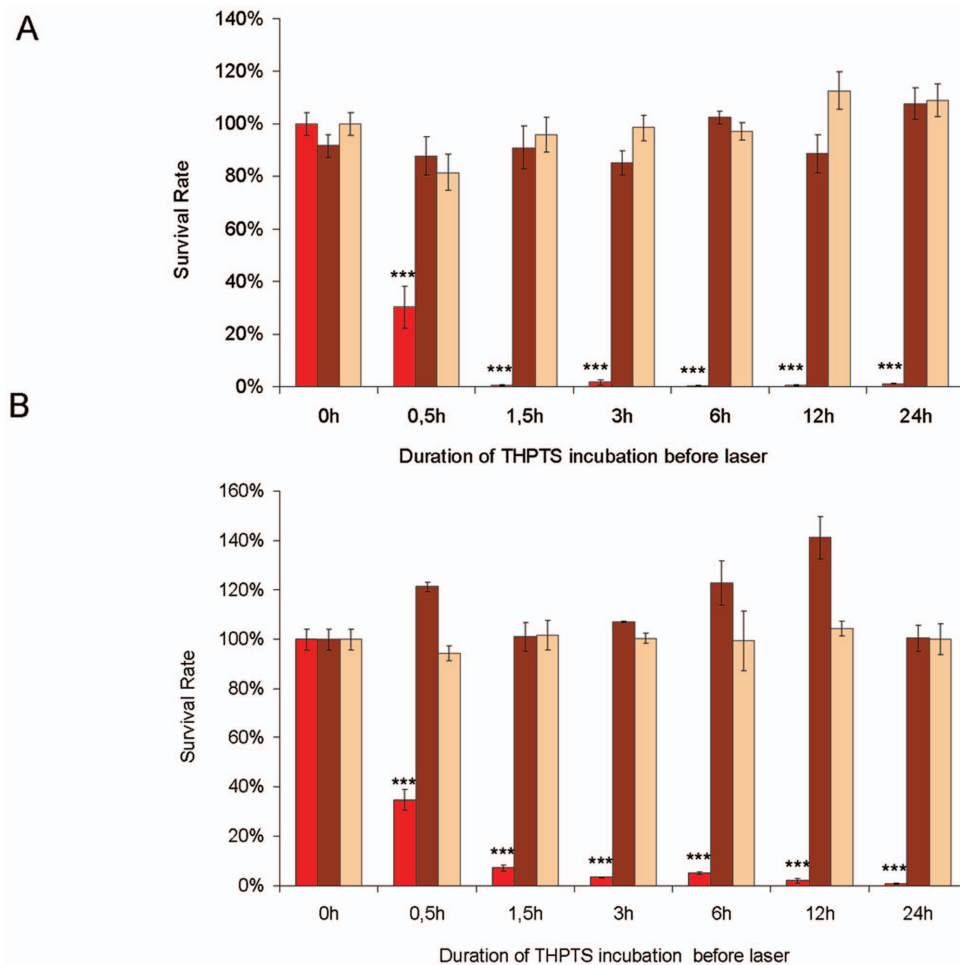 A
140%
120%
100%
80%
60%
40%
20%
0%
Survival Rate
*** *** *** *** *** ***
0h 0,5h 1,5h 3h 6h 12h 24h
Duration of THPTS incubation before laser
B
160%
140%
120%
100%
80%
60%
40%
20%
0%
Survival Rate
*** *** *** *** *** ***
0h 0,5h 1,5h 3h 6h 12h 24h
Duration of THPTS incubation before laser